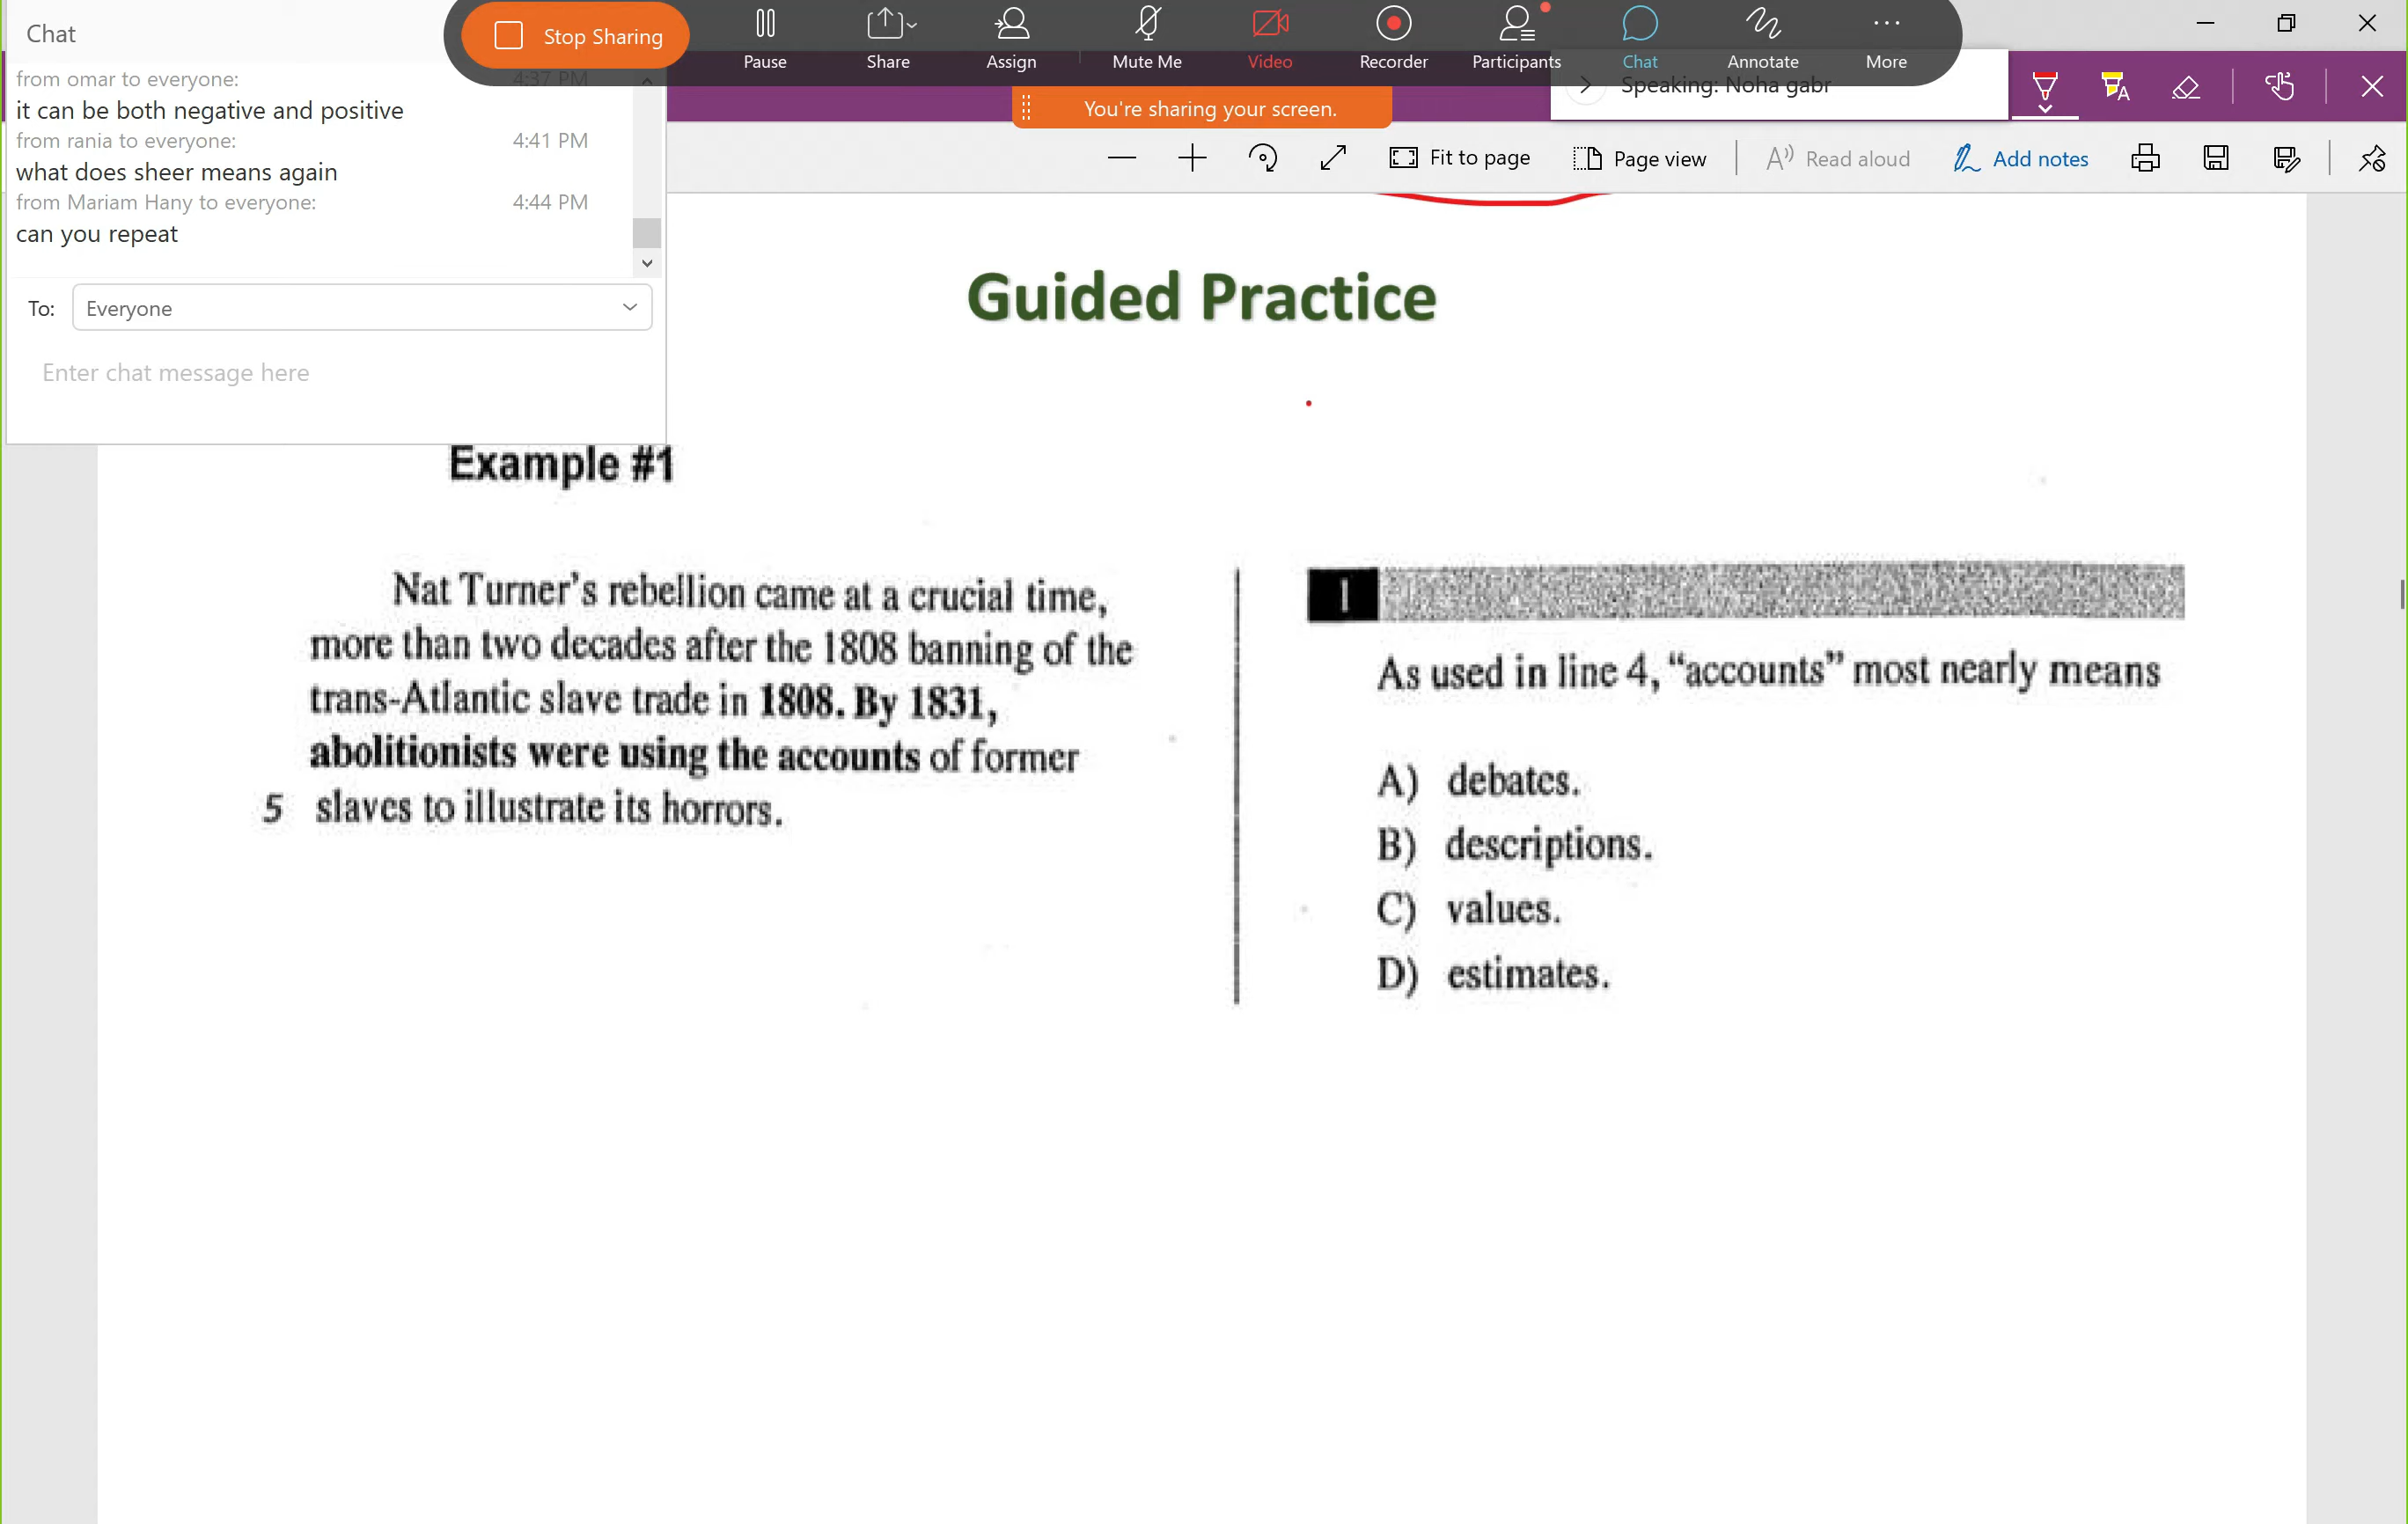 Chat
Stop Sharing
Pause
Share
Assign
Mute Me
Video
Recorder
Participants
Chat
Annotate
More
from omar to everyone: 4:37 PM
it can be both negative and positive
from rania to everyone: 4:41 PM
what does sheer means again
from Mariam Hany to everyone: 4:44 PM
can you repeat
To: Everyone
Enter chat message here
Speaking: Noha gabr
You're sharing your screen.
Fit to page
Page view
Read aloud
Add notes
Guided Practice
Example #1
Nat Turner's rebellion came at a crucial time,
more than two decades after the 1808 banning of the
trans-Atlantic slave trade in 1808. By 1831,
abolitionists were using the accounts of former
5 slaves to illustrate its horrors.
1
As used in line 4, “accounts” most nearly means
A) debates.
B) descriptions.
C) values.
D) estimates.